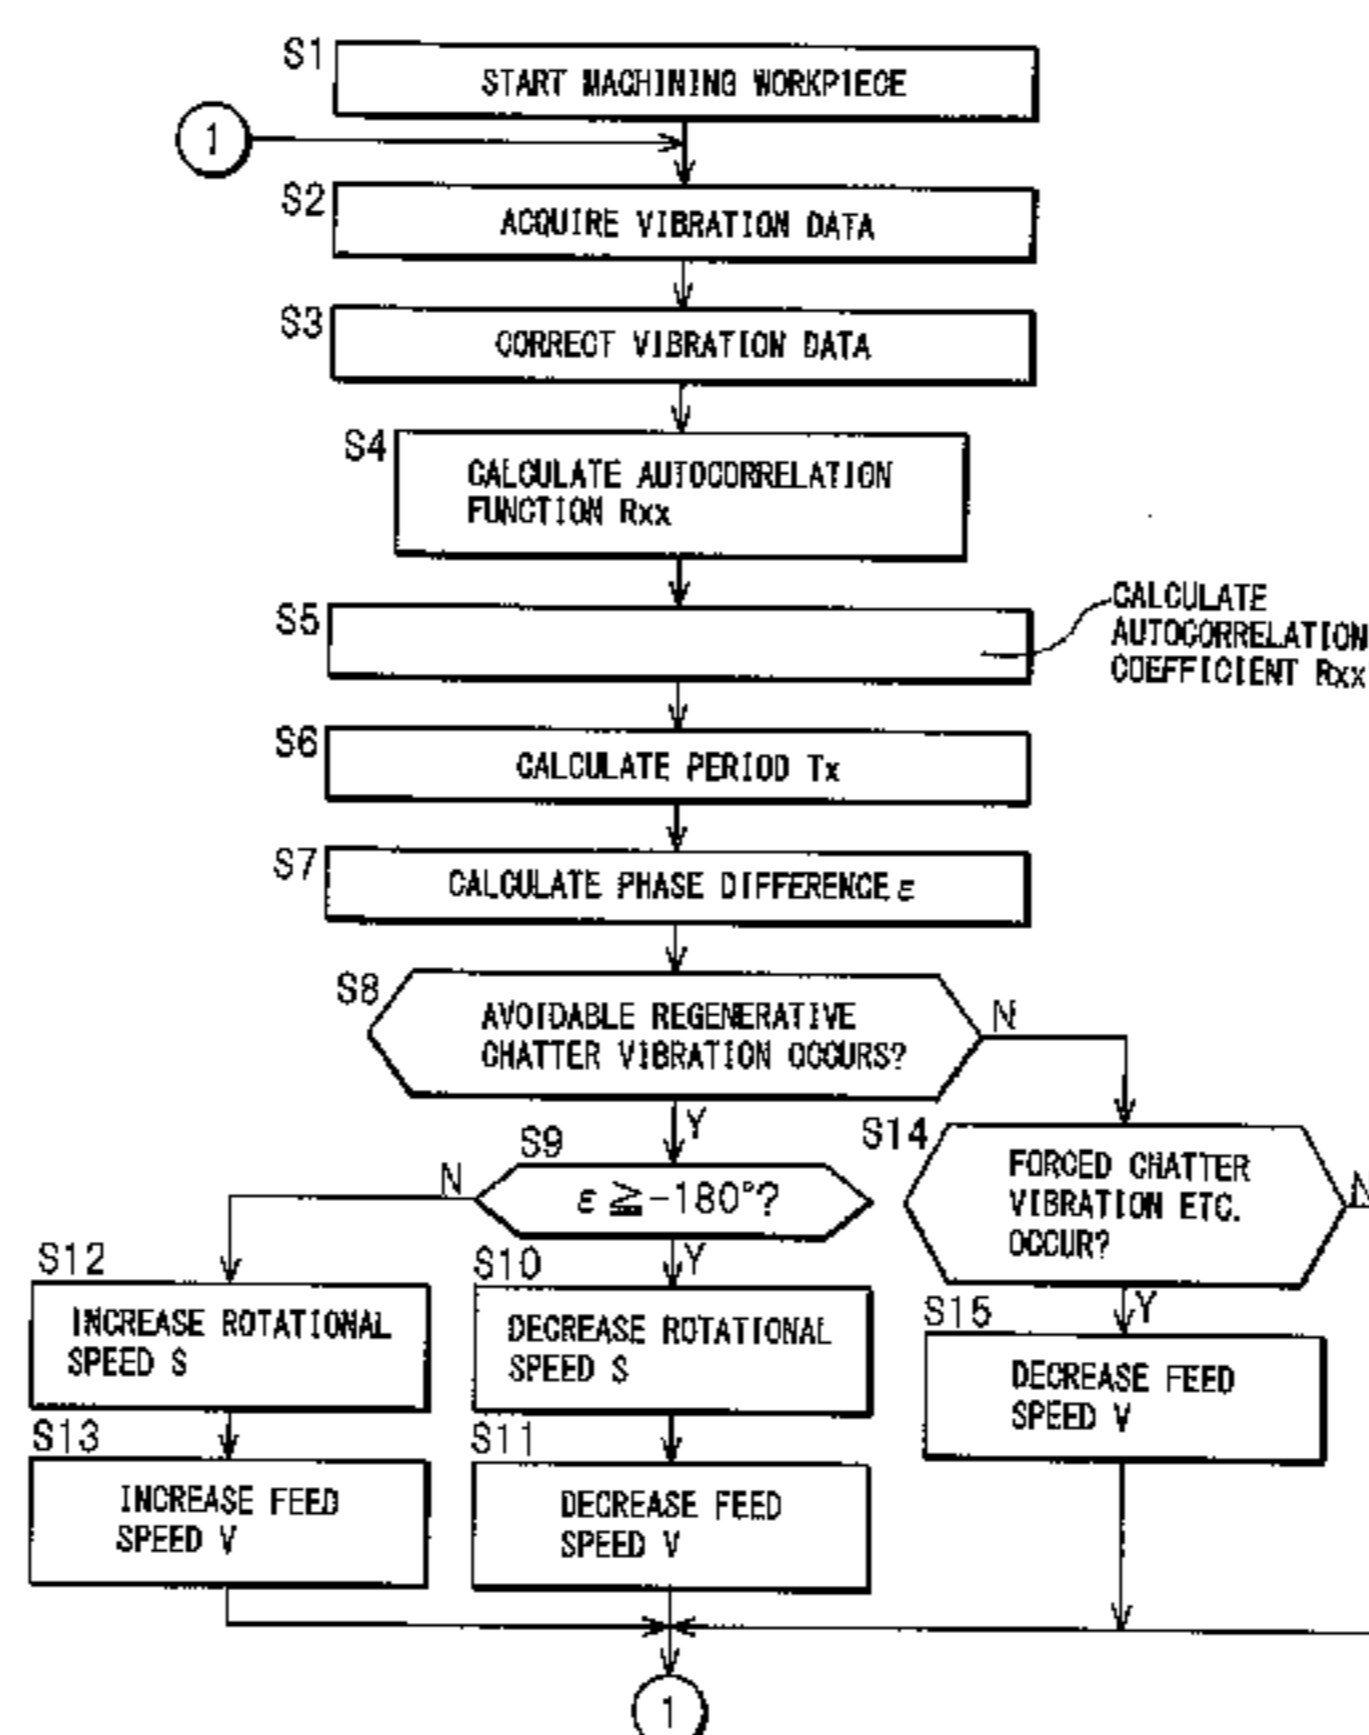 S1
START MACHINING WORKPIECE
1
S2
ACQUIRE VIBRATION DATA
S3
CORRECT VIBRATION DATA
S4
CALCULATE AUTOCORRELATION
FUNCTION Rxx
S5
CALCULATE
AUTOCORRELATION
COEFFICIENT Rxx
S6
CALCULATE PERIOD Tx
S7
CALCULATE PHASE DIFFERENCE ε
S8
AVOIDABLE REGENERATIVE
CHATTER VIBRATION OCCURS?
N
Y
S9
N
ε ≧ -180°?
Y
S14
FORCED CHATTER
VIBRATION ETC.
OCCUR?
N
Y
S12
INCREASE ROTATIONAL
SPEED S
S10
DECREASE ROTATIONAL
SPEED S
S15
DECREASE FEED
SPEED V
S13
INCREASE FEED
SPEED V
S11
DECREASE FEED
SPEED V
1